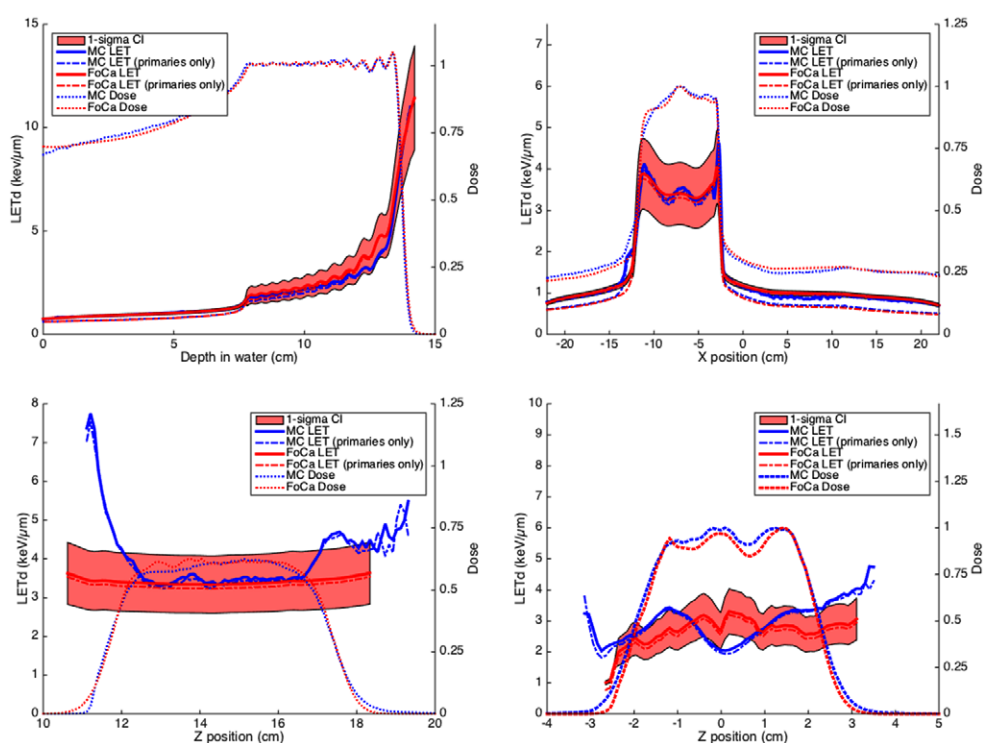 15
10
5
0
LETd (keV/µm)
1.25
1
0.75
0.5
0.25
0
Dose
1-sigma CI
MC LET
MC LET (primaries only)
FoCa LET
FoCa LET (primaries only)
MC Dose
FoCa Dose
0 5 10 15
Depth in water (cm)
7
6
5
4
3
2
1
0
LETd (keV/µm)
1.25
1
0.75
0.5
0.25
0
Dose
1-sigma CI
MC LET
MC LET (primaries only)
FoCa LET
FoCa LET (primaries only)
MC Dose
FoCa Dose
-20 -15 -10 -5 0 5 10 15 20
X position (cm)
8
7
6
5
4
3
2
1
0
LETd (keV/µm)
1.25
1
0.75
0.5
0.25
0
Dose
1-sigma CI
MC LET
MC LET (primaries only)
FoCa LET
FoCa LET (primaries only)
MC Dose
FoCa Dose
10 12 14 16 18 20
Z position (cm)
10
9
8
7
6
5
4
3
2
1
0
LETd (keV/µm)
1.5
1.25
1
0.75
0.5
0.25
0
Dose
1-sigma CI
MC LET
MC LET (primaries only)
FoCa LET
FoCa LET (primaries only)
MC Dose
FoCa Dose
-4 -3 -2 -1 0 1 2 3 4 5
Z position (cm)